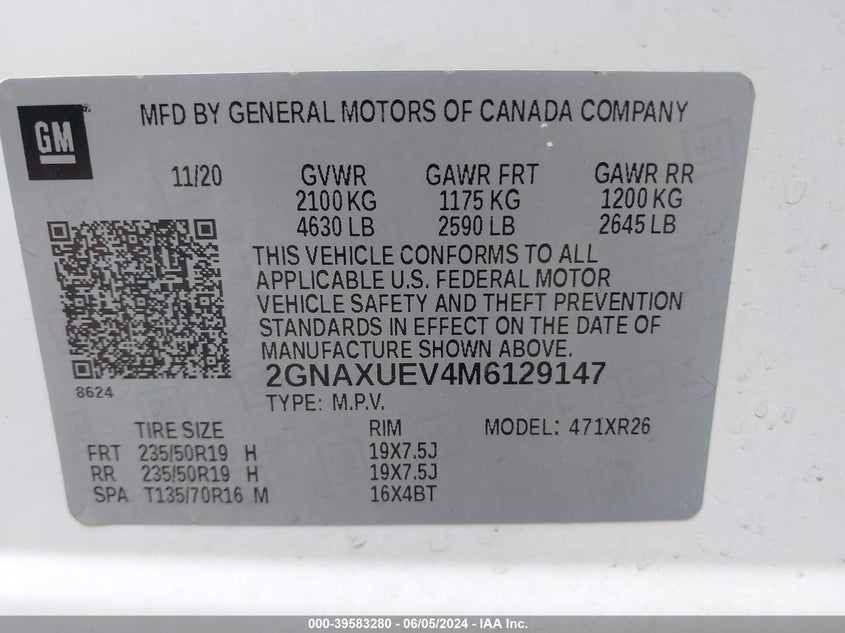 GM
MFD BY GENERAL MOTORS OF CANADA COMPANY
11/20 GVWR GAWR FRT GAWR RR
2100 KG 1175 KG 1200 KG
4630 LB 2590 LB 2645 LB
THIS VEHICLE CONFORMS TO ALL
APPLICABLE U.S. FEDERAL MOTOR
VEHICLE SAFETY AND THEFT PREVENTION
STANDARDS IN EFFECT ON THE DATE OF
MANUFACTURE SHOWN ABOVE.
8624
2GNAXUEV4M6129147
TYPE: M.P.V.
TIRE SIZE RIM MODEL: 471XR26
FRT 235/50R19 H 19X7.5J
RR 235/50R19 H 19X7.5J
SPA T135/70R16 M 16X4BT
000-39583280 - 06/05/2024 - IAA Inc.